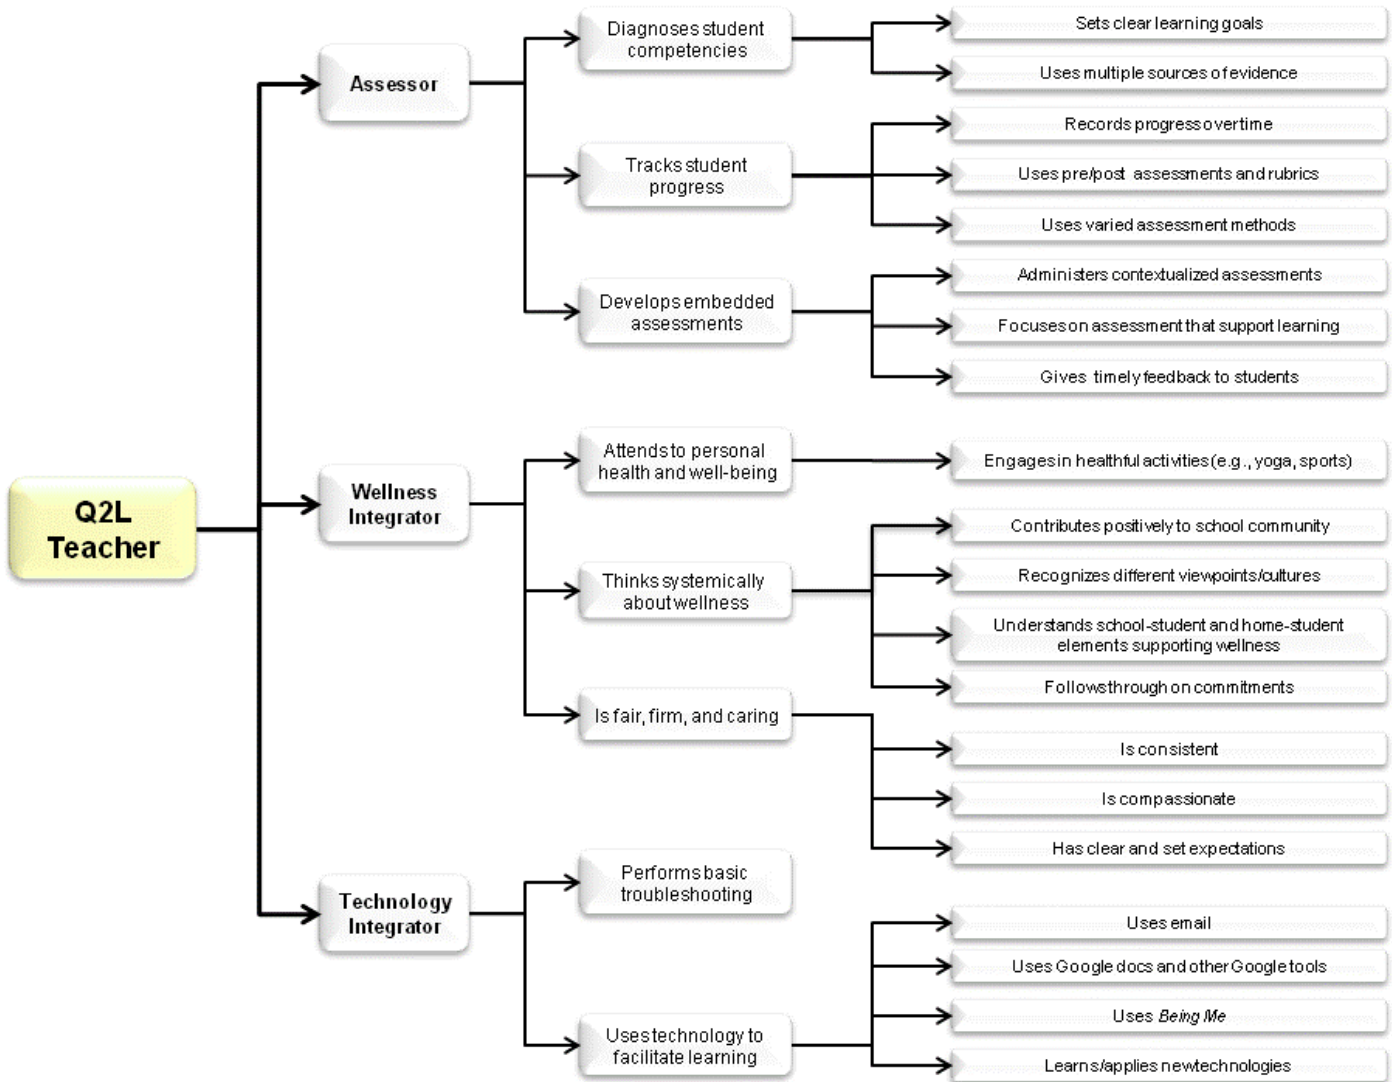 Q2L
Teacher
Assessor
Diagnoses student
competencies
Sets clear learning goals
Uses multiple sources of evidence
Tracks student
progress
Records progress overtime
Uses pre/post assessments and rubrics
Uses varied assessment methods
Develops embedded
assessments
Administers contextualized assessments
Focuses on assessment that support learning
Gives timely feedback to students
Wellness
Integrator
Attends to personal
health and well-being
Engages in healthful activities (e.g., yoga, sports)
Thinks systemically
about wellness
Contributes positively to school community
Recognizes different viewpoints/cultures
Understands school-student and home-student
elements supporting wellness
Follows through on commitments
Is fair, firm, and caring
Is consistent
Is compassionate
Has clear and set expectations
Technology
Integrator
Performs basic
troubleshooting
Uses technology to
facilitate learning
Uses email
Uses Google docs and other Google tools
Uses Being Me
Learns/applies new technologies